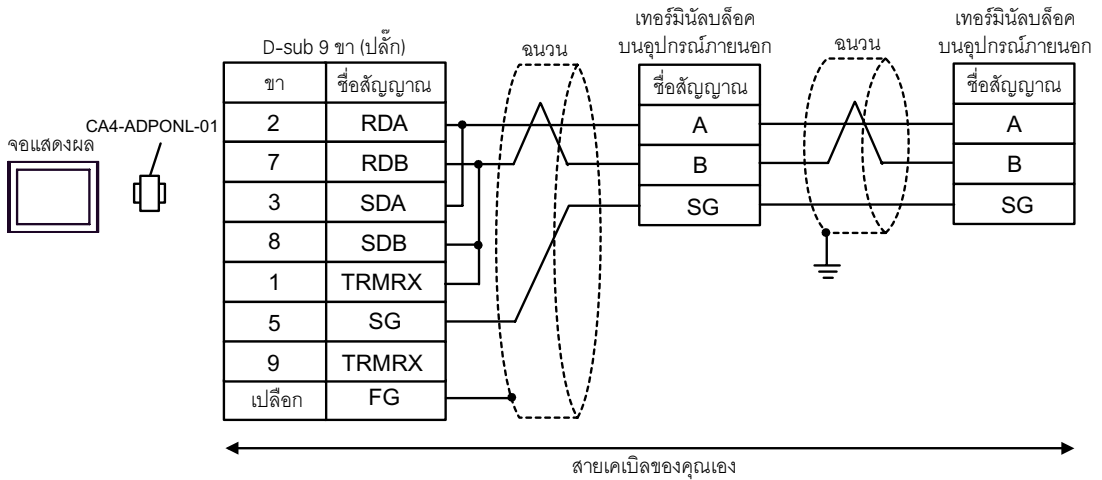 เทอร์มินัลบล็อค
บนอุปกรณ์ภายนอก
เทอร์มินัลบล็อค
บนอุปกรณ์ภายนอก
D-sub 9 ขา (ปลั๊ก)
ฉนวน
ฉนวน
ขา ชื่อสัญญาณ
ชื่อสัญญาณ
ชื่อสัญญาณ
CA4-ADPONL-01
จอแสดงผล
2 RDA
A
A
7 RDB
B
B
3 SDA
SG
SG
8 SDB
1 TRMRX
5 SG
9 TRMRX
เปลือก FG
สายเคเบิลของคุณเอง